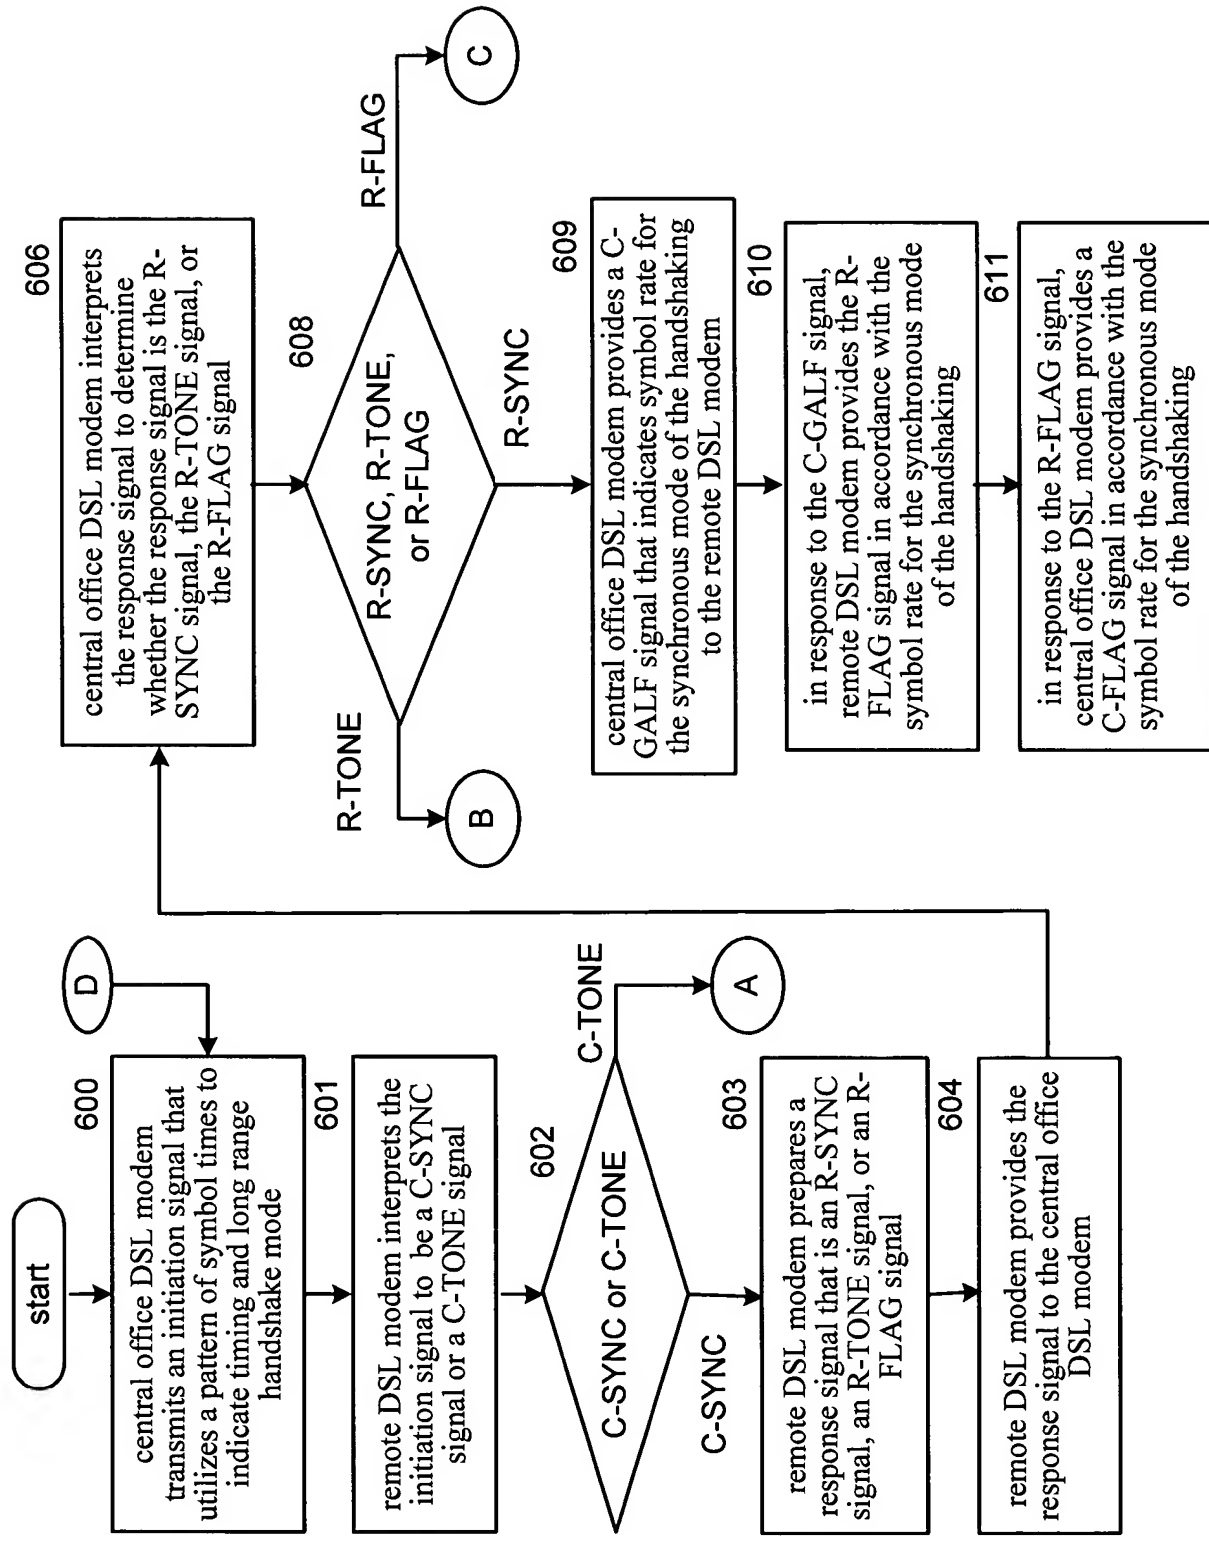 start
D
600
central office DSL modem
transmits an initiation signal that
utilizes a pattern of symbol times to
indicate timing and long range
handshake mode
601
remote DSL modem interprets the
initiation signal to be a C-SYNC
signal or a C-TONE signal
602
C-SYNC or C-TONE
C-TONE
A
C-SYNC
603
remote DSL modem prepares a
response signal that is an R-SYNC
signal, an R-TONE signal, or an R-
FLAG signal
604
remote DSL modem provides the
response signal to the central office
DSL modem
606
central office DSL modem interprets
the response signal to determine
whether the response signal is the R-
SYNC signal, the R-TONE signal, or
the R-FLAG signal
608
R-SYNC, R-TONE,
or R-FLAG
R-TONE
B
R-FLAG
C
R-SYNC
609
central office DSL modem provides a C-
GALF signal that indicates symbol rate for
the synchronous mode of the handshaking
to the remote DSL modem
610
in response to the C-GALF signal,
remote DSL modem provides the R-
FLAG signal in accordance with the
symbol rate for the synchronous mode
of the handshaking
611
in response to the R-FLAG signal,
central office DSL modem provides a
C-FLAG signal in accordance with the
symbol rate for the synchronous mode
of the handshaking